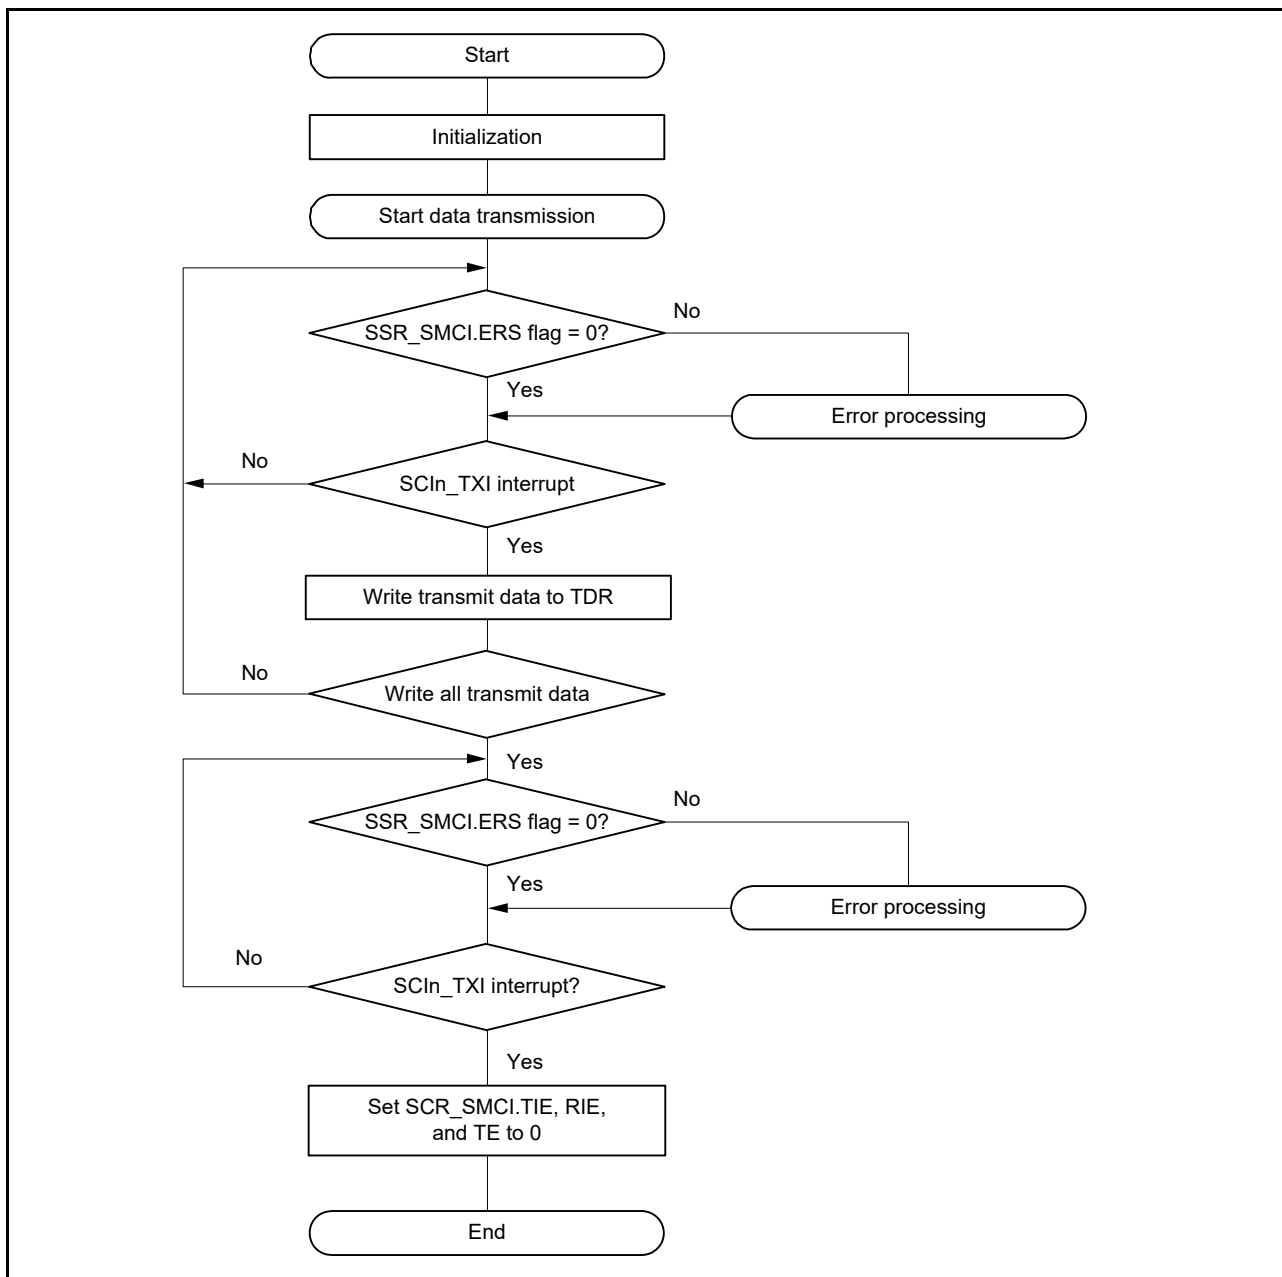 Start
Initialization
Start data transmission
No
SSR_SMCI.ERS flag = 0?
Yes
Error processing
No
SCIn_TXI interrupt
Yes
Write transmit data to TDR
No
Write all transmit data
Yes
No
SSR_SMCI.ERS flag = 0?
Yes
Error processing
No
SCIn_TXI interrupt?
Yes
Set SCR_SMCI.TIE, RIE,
and TE to 0
End